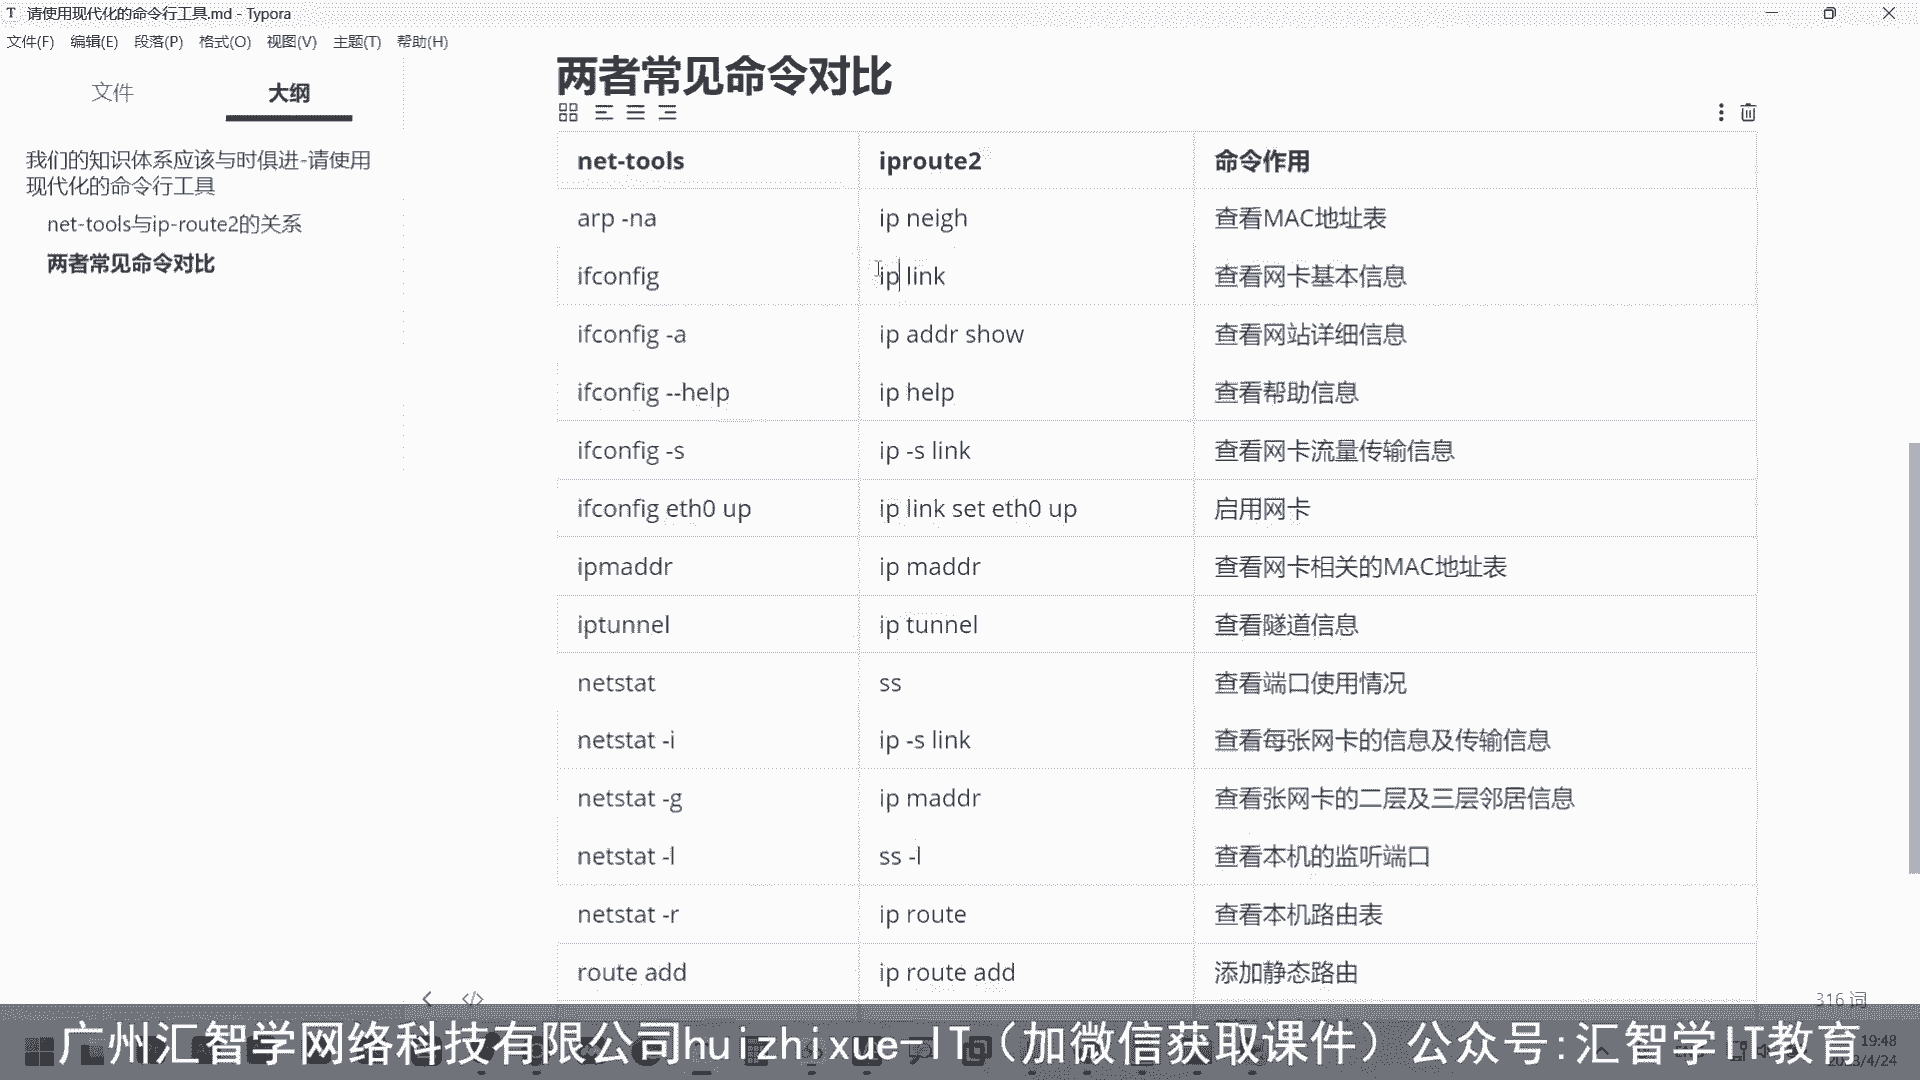 T 请使用现代化的命令行工具.md - Typora
文件(F) 编辑(E) 段落(P) 格式(O) 视图(V) 主题(T) 帮助(H)
文件 大纲
我们的知识体系应该与时俱进-请使用
现代化的命令行工具
net-tools与ip-route2的关系
两者常见命令对比
两者常见命令对比
net-tools iproute2 命令作用
arp -na ip neigh 查看MAC地址表
ifconfig ip link 查看网卡基本信息
ifconfig -a ip addr show 查看网站详细信息
ifconfig --help ip help 查看帮助信息
ifconfig -s ip -s link 查看网卡流量传输信息
ifconfig eth0 up ip link set eth0 up 启用网卡
ipmaddr ip maddr 查看网卡相关的MAC地址表
iptunnel ip tunnel 查看隧道信息
netstat ss 查看端口使用情况
netstat -i ip -s link 查看每张网卡的信息及传输信息
netstat -g ip maddr 查看张网卡的二层及三层邻居信息
netstat -l ss -l 查看本机的监听端口
netstat -r ip route 查看本机路由表
route add ip route add 添加静态路由
316 词
广州汇智学网络科技有限公司huizhixue-IT（加微信获取课件）公众号:汇智学IT教育
19:48